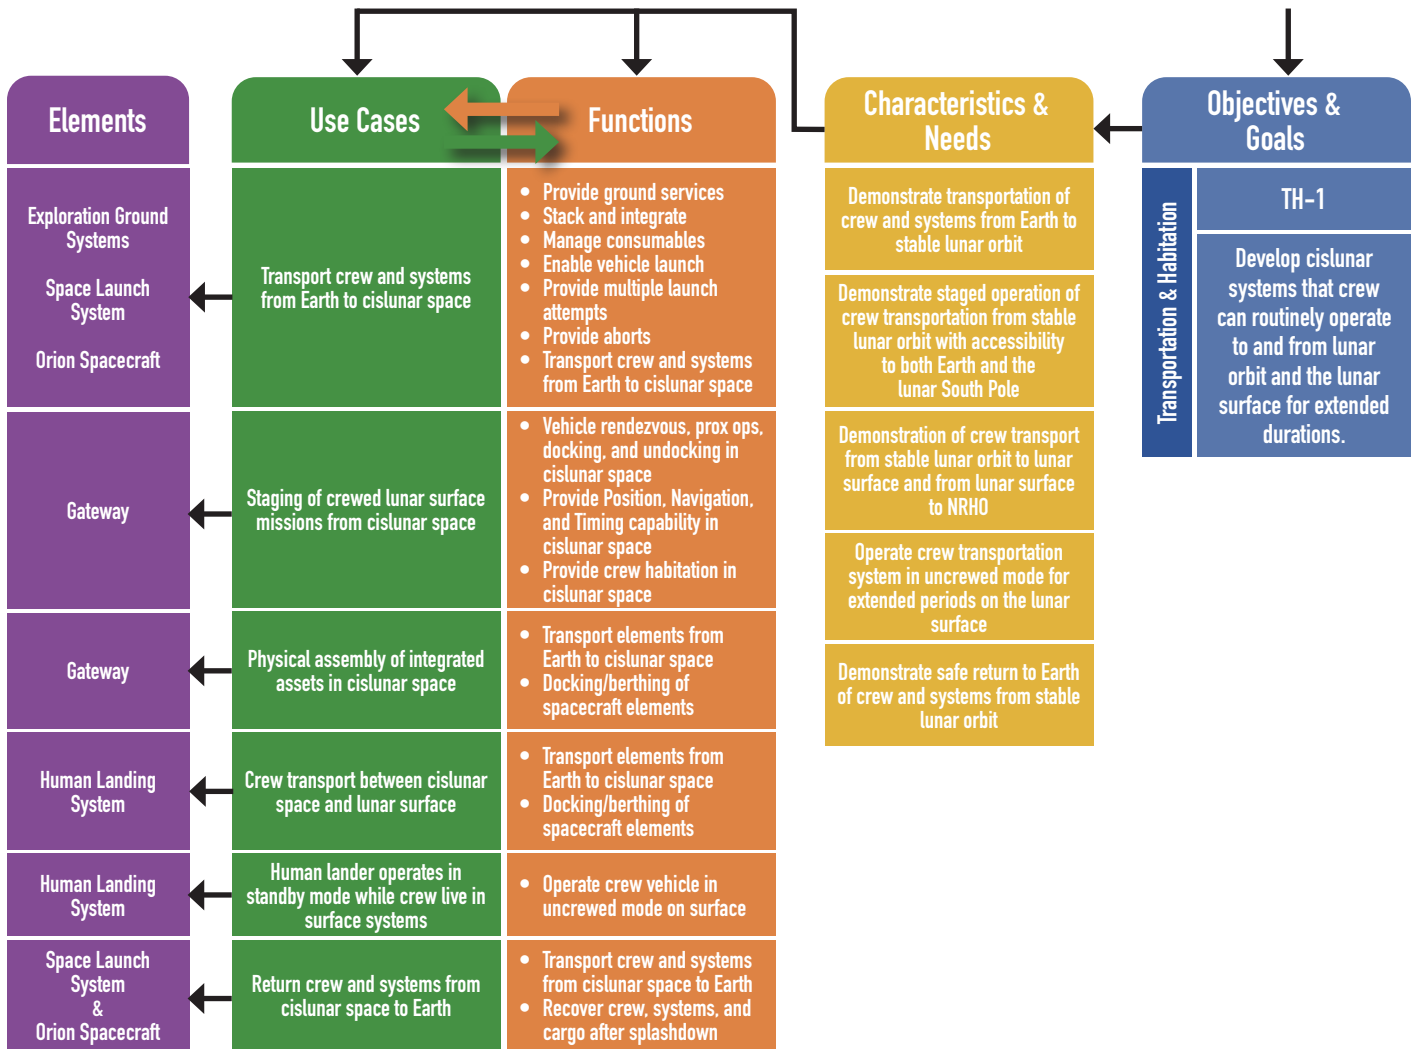 Elements
Exploration Ground
Systems
Space Launch
System
Orion Spacecraft
Gateway
Gateway
Human Landing
System
Human Landing
System
Space Launch
System
&
Orion Spacecraft
Use Cases
Transport crew and systems
from Earth to cislunar space
Staging of crewed lunar surface
missions from cislunar space
Physical assembly of integrated
assets in cislunar space
Crew transport between cislunar
space and lunar surface
Human lander operates in
standby mode while crew live in
surface systems
Return crew and systems from
cislunar space to Earth
Functions
• Provide ground services
• Stack and integrate
• Manage consumables
• Enable vehicle launch
• Provide multiple launch
attempts
• Provide aborts
• Transport crew and systems
from Earth to cislunar space
• Vehicle rendezvous, prox ops,
docking, and undocking in
cislunar space
• Provide Position, Navigation,
and Timing capability in
cislunar space
• Provide crew habitation in
cislunar space
• Transport elements from
Earth to cislunar space
• Docking/berthing of
spacecraft elements
• Transport elements from
Earth to cislunar space
• Docking/berthing of
spacecraft elements
• Operate crew vehicle in
uncrewed mode on surface
• Transport crew and systems
from cislunar space to Earth
• Recover crew, systems, and
cargo after splashdown
Characteristics &
Needs
Demonstrate transportation of
crew and systems from Earth to
stable lunar orbit
Demonstrate staged operation of
crew transportation from stable
lunar orbit with accessibility
to both Earth and the
lunar South Pole
Demonstration of crew transport
from stable lunar orbit to lunar
surface and from lunar surface
to NRHO
Operate crew transportation
system in uncrewed mode for
extended periods on the lunar
surface
Demonstrate safe return to Earth
of crew and systems from stable
lunar orbit
Objectives &
Goals
Transportation & Habitation
TH-1
Develop cislunar
systems that crew
can routinely operate
to and from lunar
orbit and the lunar
surface for extended
durations.